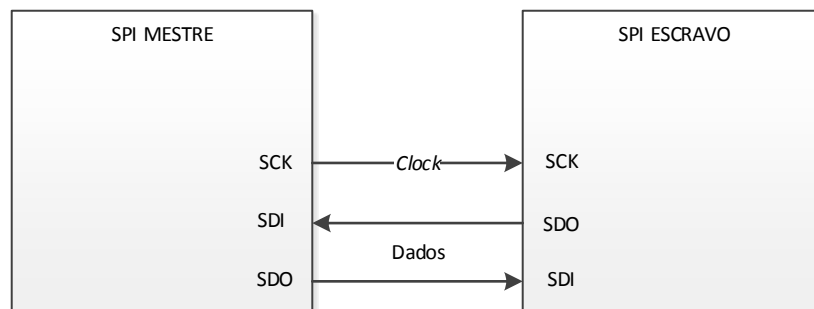 SPI MESTRE
SPI ESCRAVO
SCK
Clock
SCK
SDI
SDO
Dados
SDO
SDI